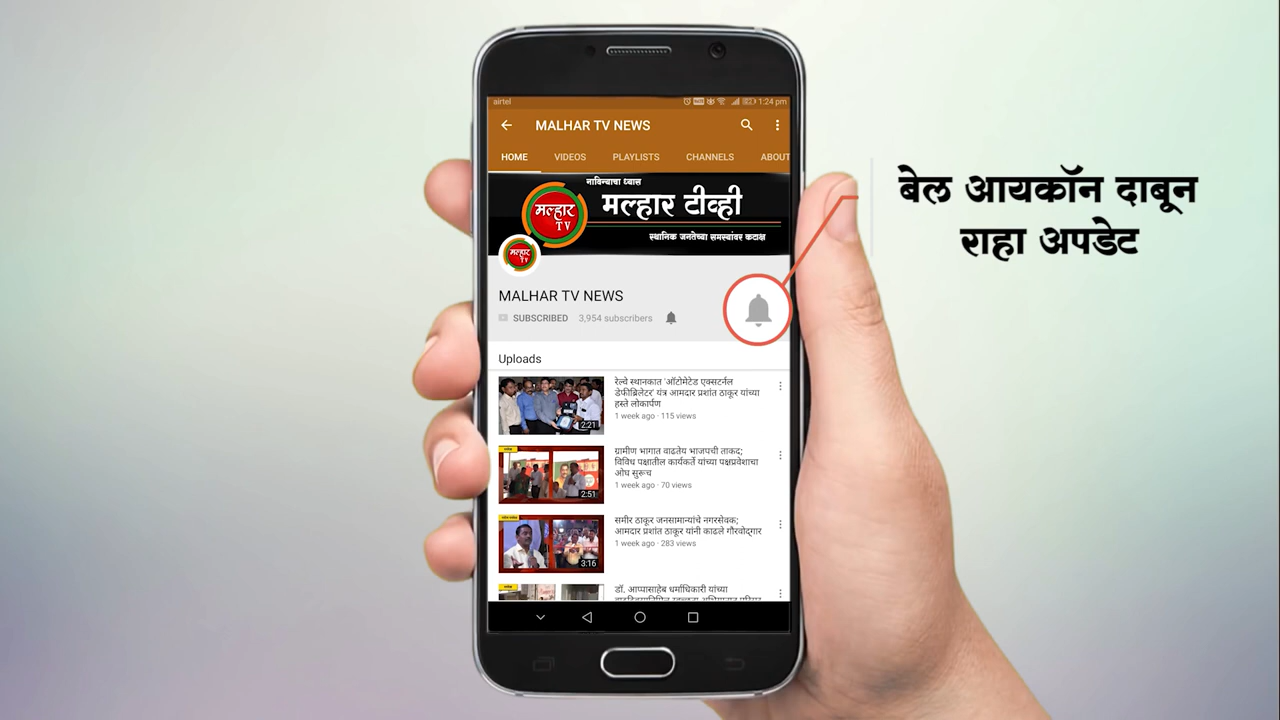 airtel
1:24 pm
MALHAR TV NEWS
HOME VIDEOS PLAYLISTS CHANNELS ABOUT
नाविन्याचा ध्यास
मल्हार टीव्ही
मल्हार
TV
स्थानिक जनतेच्या समस्यांवर कटाक्ष
मल्हार
TV
बेल आयकॉन दाबून
राहा अपडेट
MALHAR TV NEWS
SUBSCRIBED 3,954 subscribers
Uploads
रेल्वे स्थानकात 'ऑटोमेटेड एक्सटर्नल
डेफीब्रिलेटर' यंत्र आमदार प्रशांत ठाकूर यांच्या
हस्ते लोकार्पण
1 week ago · 115 views
2:21
ग्रामीण भागात वाढतेय भाजपची ताकद;
विविध पक्षातील कार्यकर्ते यांच्या पक्षप्रवेशाचा
ओघ सुरूच
1 week ago · 70 views
2:51
समीर ठाकूर जनसामान्यांचे नगरसेवक;
आमदार प्रशांत ठाकूर यांनी काढले गौरवोद्गार
1 week ago · 283 views
3:16
डॉ. आप्पासाहेब धर्माधिकारी यांच्या